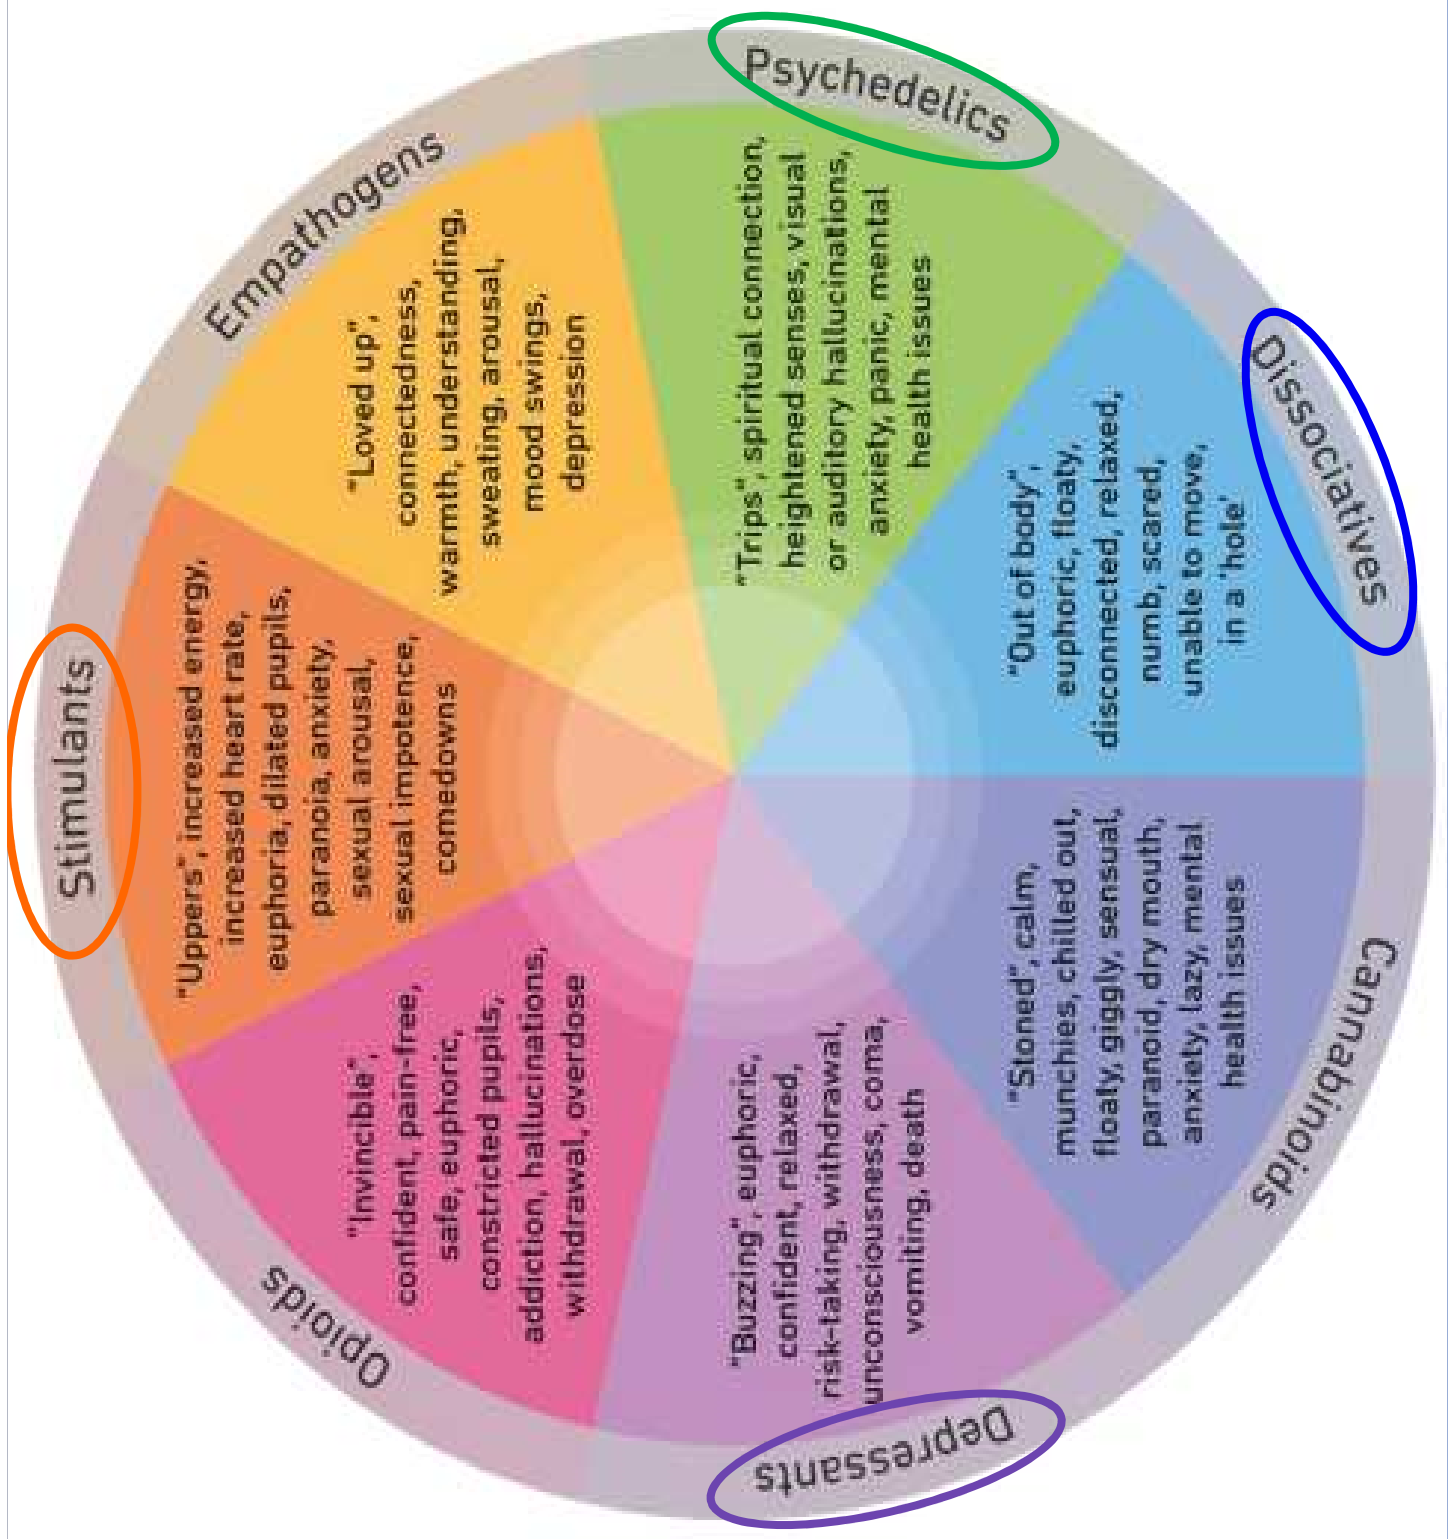 Stimulants
"Uppers", increased energy,
increased heart rate,
euphoria, dilated pupils,
paranoia, anxiety,
sexual arousal,
sexual impotence,
comedowns
Empathogens
"Loved up",
connectedness,
warmth, understanding,
sweating, arousal,
mood swings,
depression
Psychedelics
"Trips", spiritual connection,
heightened senses, visual
or auditory hallucinations,
anxiety, panic, mental
health issues
Dissociatives
"Out of body",
euphoric, floaty,
disconnected, relaxed,
numb, scared,
unable to move,
in a 'hole'
Cannabinoids
"Stoned", calm,
munchies, chilled out,
floaty, giggly, sensual,
paranoid, dry mouth,
anxiety, lazy, mental
health issues
Depressants
"Buzzing", euphoric,
confident, relaxed,
risk-taking, withdrawal,
unconsciousness, coma,
vomiting, death
Opioids
"Invincible",
confident, pain-free,
safe, euphoric,
constricted pupils,
addiction, hallucinations,
withdrawal, overdose